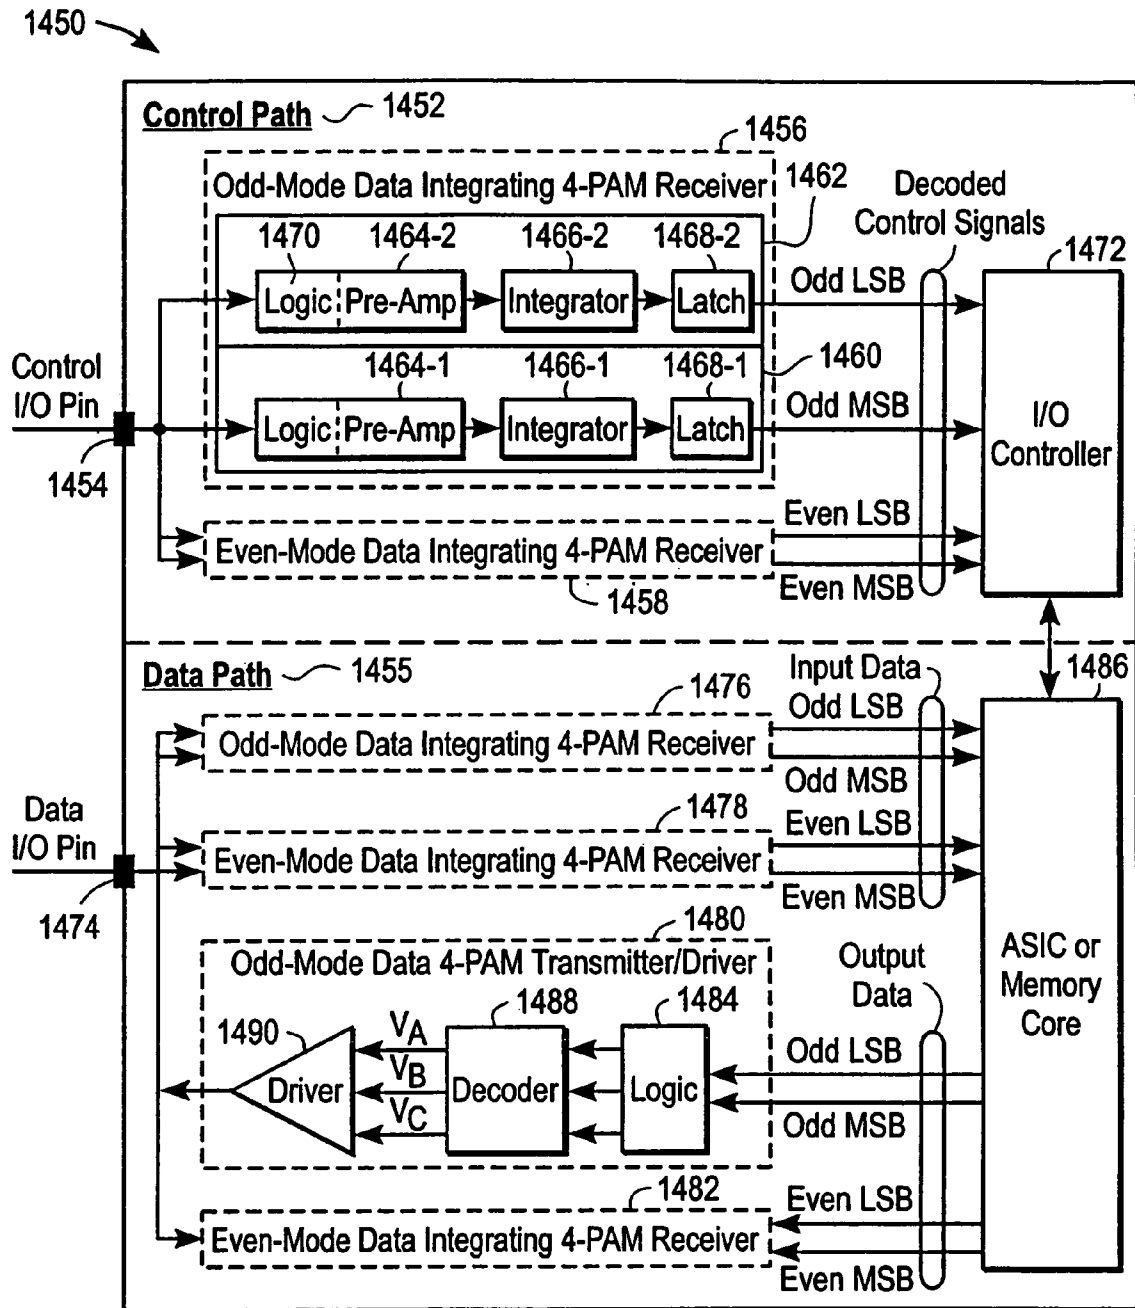 1450
Control Path
1452
1456
Odd-Mode Data Integrating 4-PAM Receiver
1462
Decoded
Control Signals
1470
1464-2
1466-2
1468-2
1472
Logic
Pre-Amp
Integrator
Latch
Odd LSB
1464-1
1466-1
1468-1
1460
Control
I/O Pin
Logic
Pre-Amp
Integrator
Latch
Odd MSB
I/O
Controller
1454
Even LSB
Even-Mode Data Integrating 4-PAM Receiver
Even MSB
1458
Data Path
1455
1476
Input Data
1486
Odd LSB
Odd-Mode Data Integrating 4-PAM Receiver
Odd MSB
Data
I/O Pin
1478
Even LSB
Even-Mode Data Integrating 4-PAM Receiver
Even MSB
1474
1480
Odd-Mode Data 4-PAM Transmitter/Driver
Output
Data
ASIC or
Memory
Core
1490
VA
1488
1484
Driver
VB
Decoder
Logic
Odd LSB
VC
Odd MSB
1482
Even LSB
Even-Mode Data Integrating 4-PAM Receiver
Even MSB